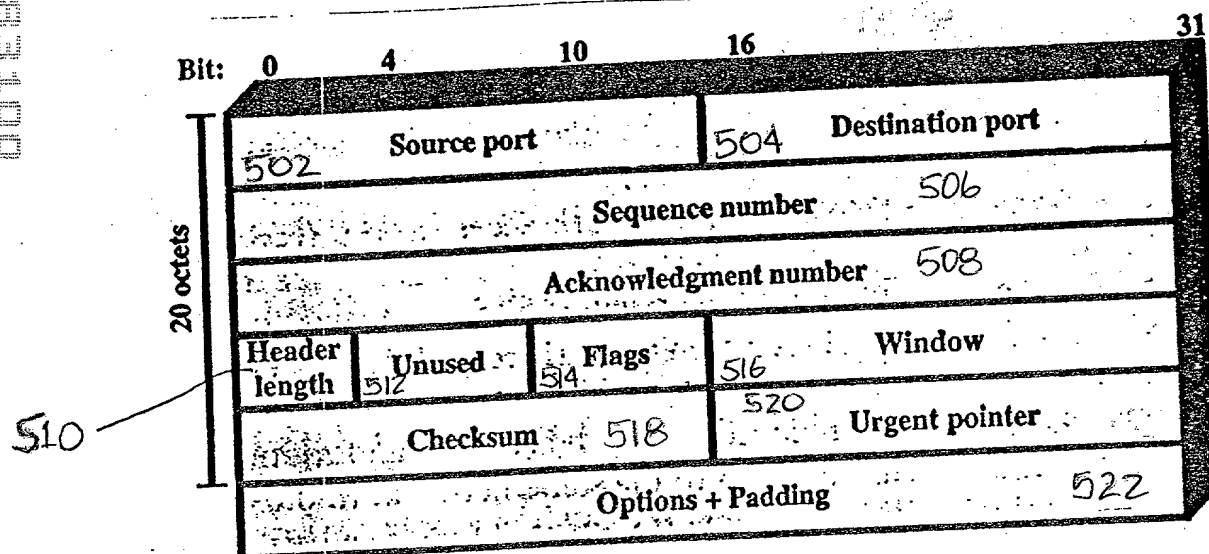 Bit: 0 4 10 16 31
Source port 502
504 Destination port
Sequence number 506
Acknowledgment number 508
Header length
Unused 512
Flags 514
Window 516
Checksum 518
520 Urgent pointer
Options + Padding 522
20 octets
510